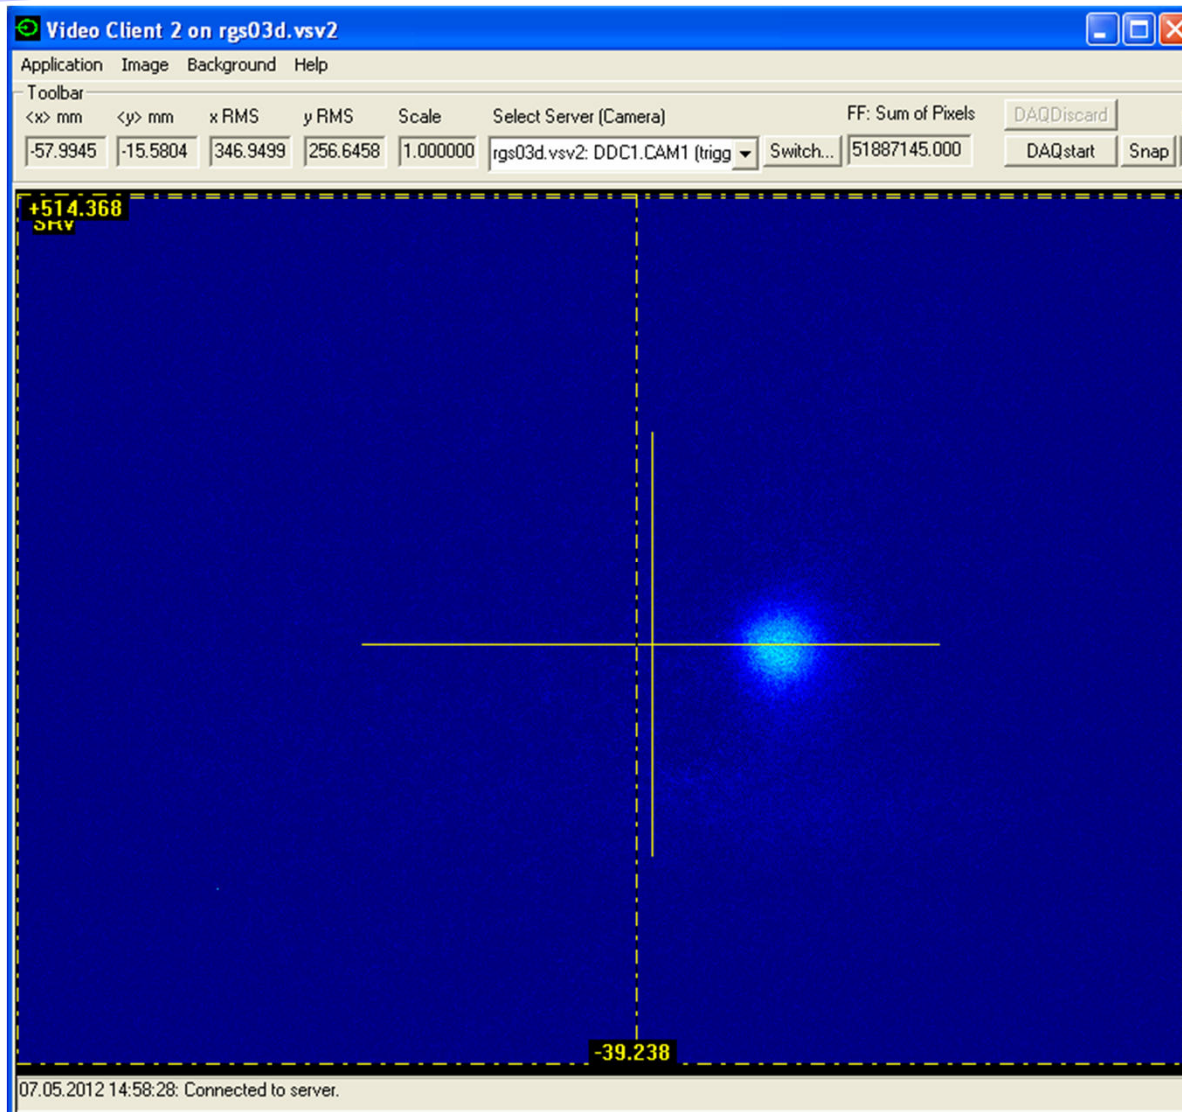 Video Client 2 on rgs03d.vsv2
Application Image Background Help
Toolbar
<x> mm <y> mm x RMS y RMS Scale Select Server (Camera) FF: Sum of Pixels DAQDiscard
-57.9945 -15.5804 346.9499 256.6458 1.000000 rgs03d.vsv2: DDC1.CAM1 (trigg Switch... 51887145.000 DAQstart Snap
+514.368
SRV
-39.238
07.05.2012 14:58:28: Connected to server.